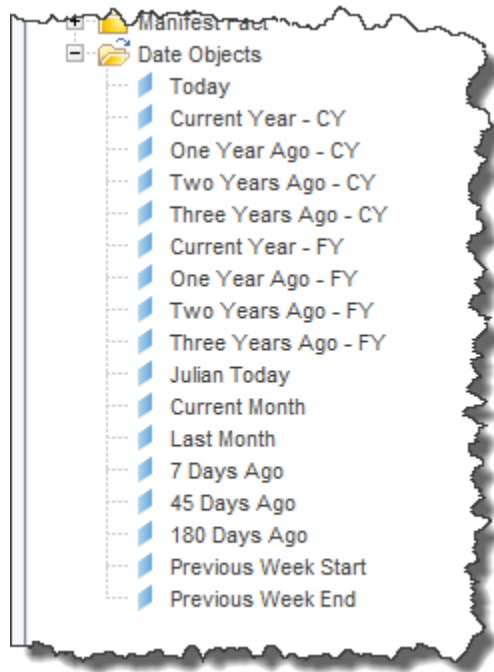 Manifest Fact
Date Objects
Today
Current Year - CY
One Year Ago - CY
Two Years Ago - CY
Three Years Ago - CY
Current Year - FY
One Year Ago - FY
Two Years Ago - FY
Three Years Ago - FY
Julian Today
Current Month
Last Month
7 Days Ago
45 Days Ago
180 Days Ago
Previous Week Start
Previous Week End